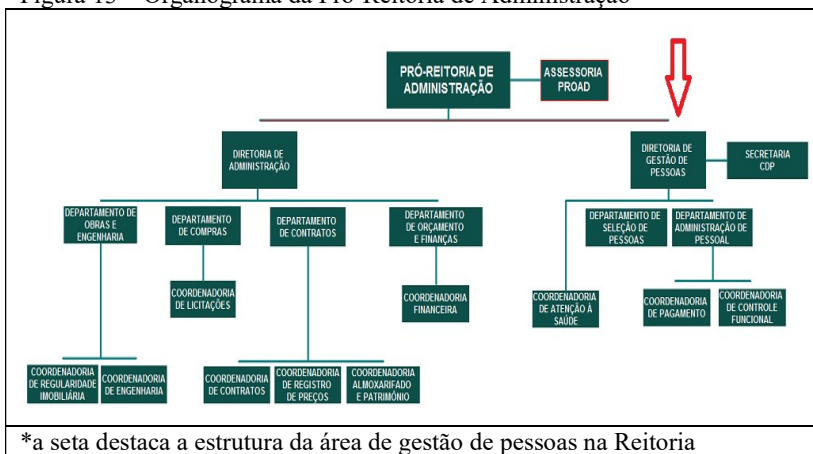 Figura 15 – Organograma da Pró-Reitoria de Administração
PRÓ-REITORIA DE
ADMINISTRAÇÃO
ASSESSORIA
PROAD
DIRETORIA DE
ADMINISTRAÇÃO
DIRETORIA DE
GESTÃO DE
PESSOAS
SECRETARIA
CDP
DEPARTAMENTO DE
OBRAS E
ENGENHARIA
DEPARTAMENTO
DE COMPRAS
DEPARTAMENTO
DE CONTRATOS
DEPARTAMENTO
DE ORÇAMENTO
E FINANÇAS
DEPARTAMENTO DE
SELEÇÃO DE
PESSOAS
DEPARTAMENTO DE
ADMINISTRAÇÃO DE
PESSOAL
COORDENADORIA
DE LICITAÇÕES
COORDENADORIA
FINANCEIRA
COORDENADORIA
DE ATENÇÃO À
SAÚDE
COORDENADORIA
DE PAGAMENTO
COORDENADORIA
DE CONTROLE
FUNCIONAL
COORDENADORIA
DE REGULARIDADE
IMOBILIÁRIA
COORDENADORIA
DE ENGENHARIA
COORDENADORIA
DE CONTRATOS
COORDENADORIA
DE REGISTRO
DE PREÇOS
COORDENADORIA
ALMOXARIFADO
E PATRIMÔNIO
*a seta destaca a estrutura da área de gestão de pessoas na Reitoria